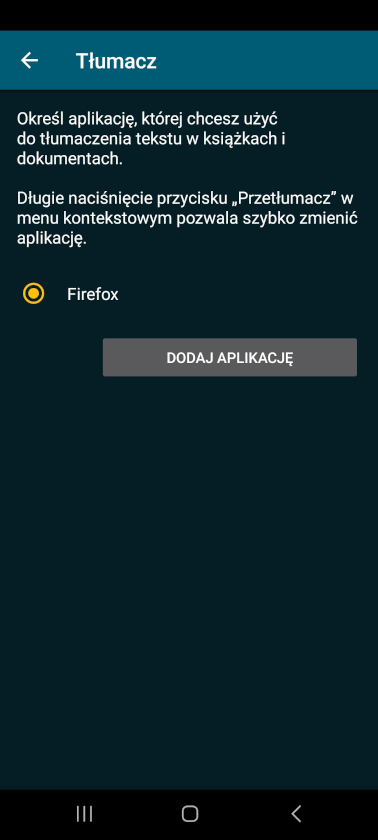 Tłumacz
Określ aplikację, której chcesz użyć
do tłumaczenia tekstu w książkach i
dokumentach.
Długie naciśnięcie przycisku „Przetłumacz” w
menu kontekstowym pozwala szybko zmienić
aplikację.
Firefox
DODAJ APLIKACJĘ